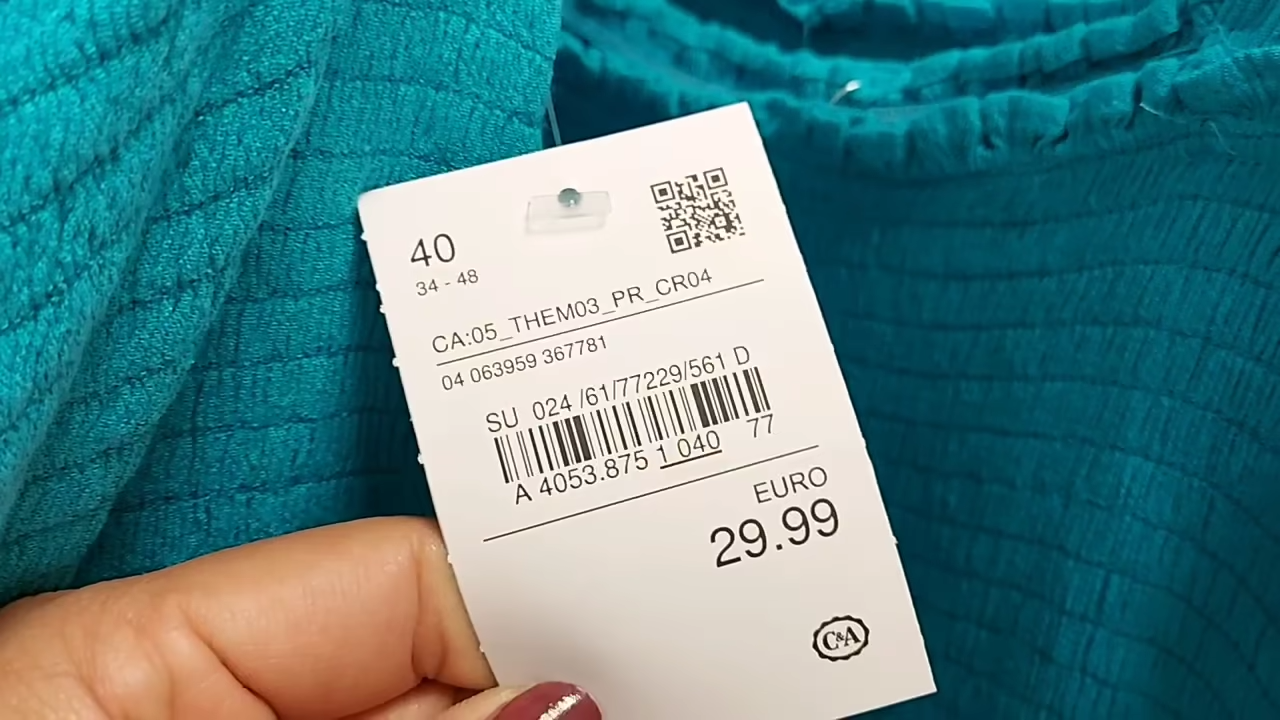 40
34 - 48
CA:05_THEM03_PR_CR04
04 063959 367781
SU 024 /61/77229/561 D
A 4053.875 1 040 77
EURO
29.99
C&A